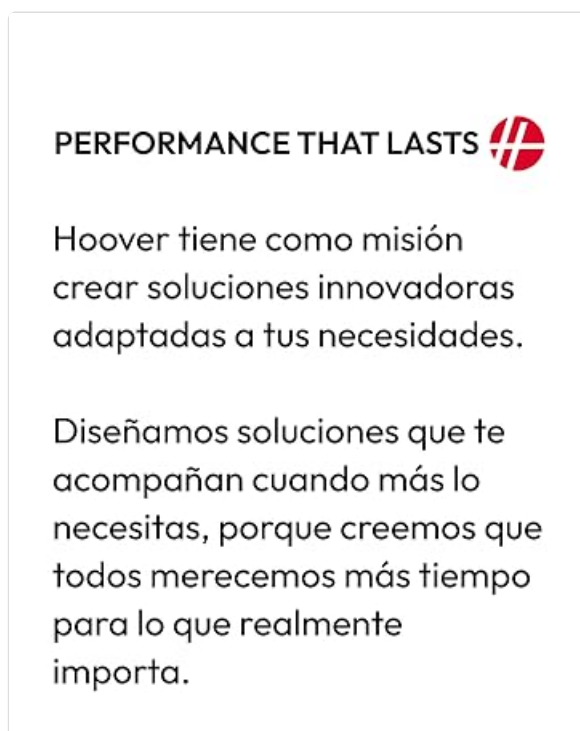 PERFORMANCE THAT LASTS
Hoover tiene como misión
crear soluciones innovadoras
adaptadas a tus necesidades.
Diseñamos soluciones que te
acompañan cuando más lo
necesitas, porque creemos que
todos merecemos más tiempo
para lo que realmente
importa.